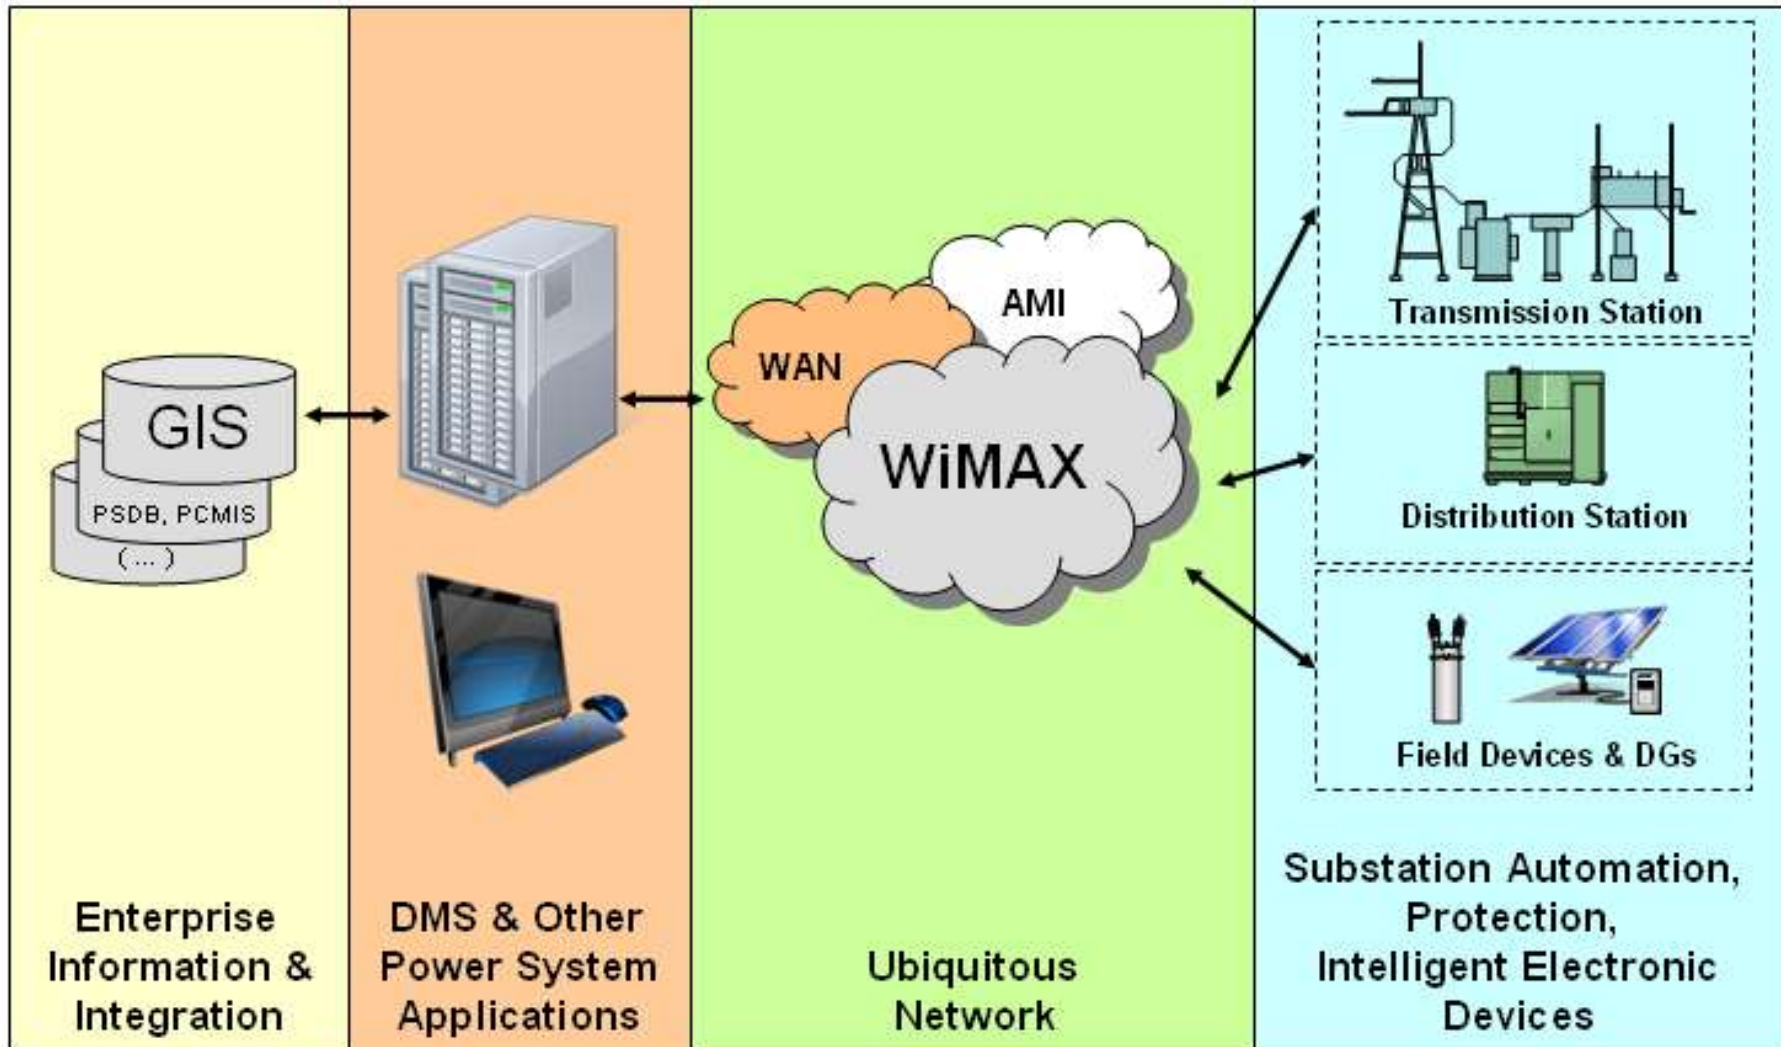 GIS
PSDB, PCMIS
(...)
Enterprise
Information &
Integration
DMS & Other
Power System
Applications
AMI
WAN
WiMAX
Ubiquitous
Network
Transmission Station
Distribution Station
Field Devices & DGs
Substation Automation,
Protection,
Intelligent Electronic
Devices